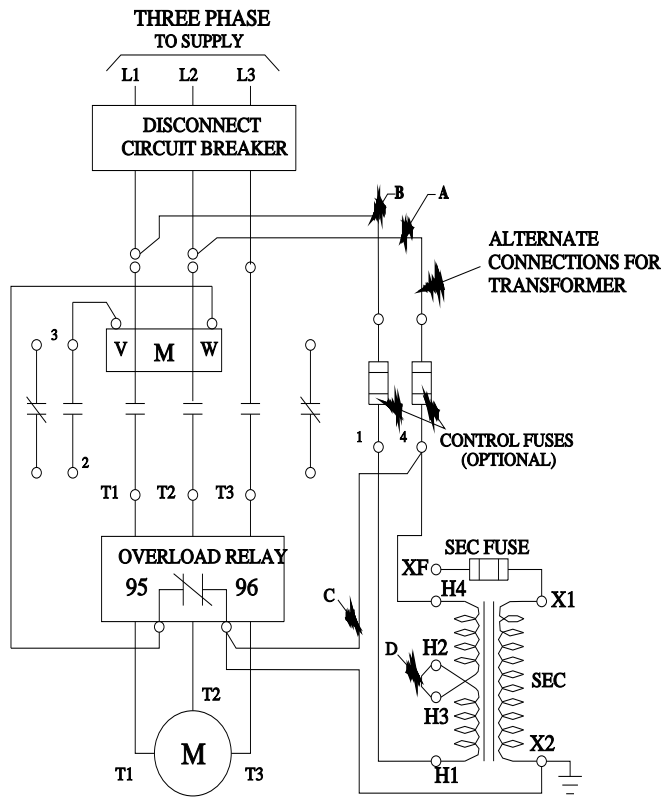 THREE PHASE
TO SUPPLY
L1 L2 L3
DISCONNECT
CIRCUIT BREAKER
B A
ALTERNATE
CONNECTIONS FOR
TRANSFORMER
3
V M W
1 4
CONTROL FUSES
(OPTIONAL)
2
T1 T2 T3
OVERLOAD RELAY
95 96
SEC FUSE
XF
H4 X1
C
D H2
SEC
H3
T2
M
T1 T3
H1 X2